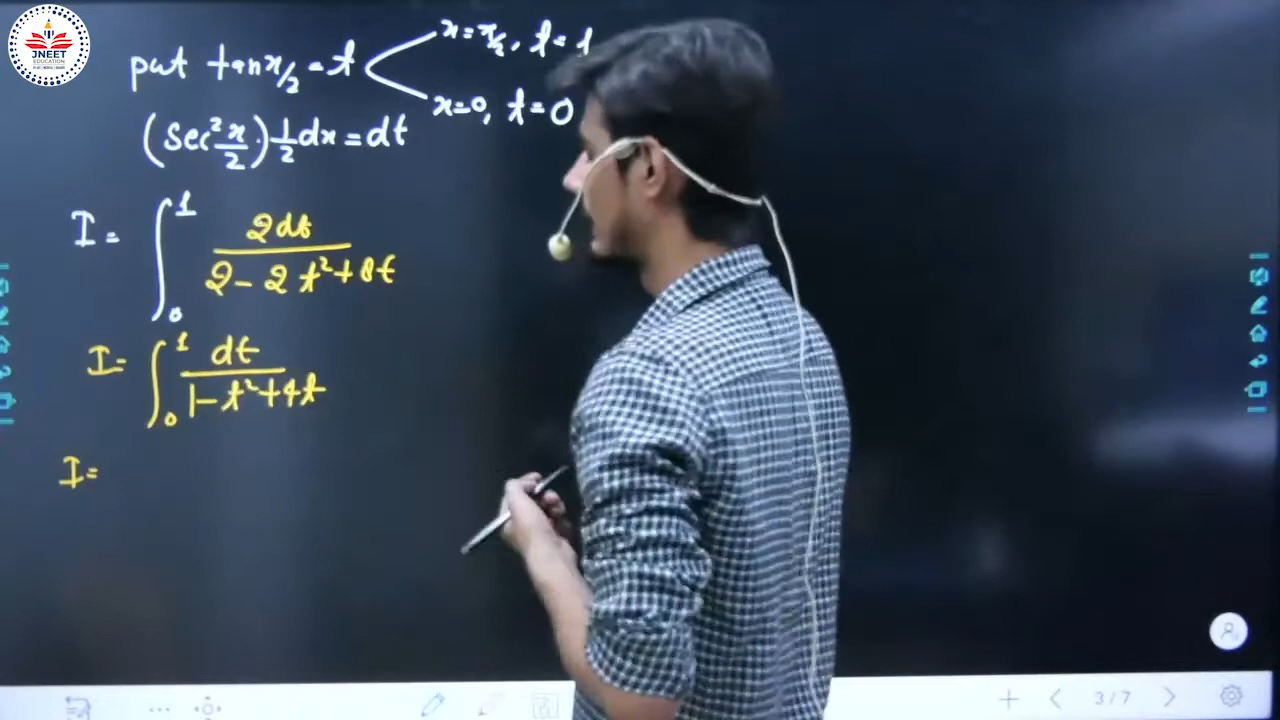 JNEET
EDUCATION
put tan x/2 = t
x = π/2, t = 1
x=0, t=0
(sec² x/2) · 1/2 dx = dt
I = ∫₀¹ 2dt / (2 - 2t² + 8t)
I = ∫₀¹ dt / (1 - t² + 4t)
I =
3/7